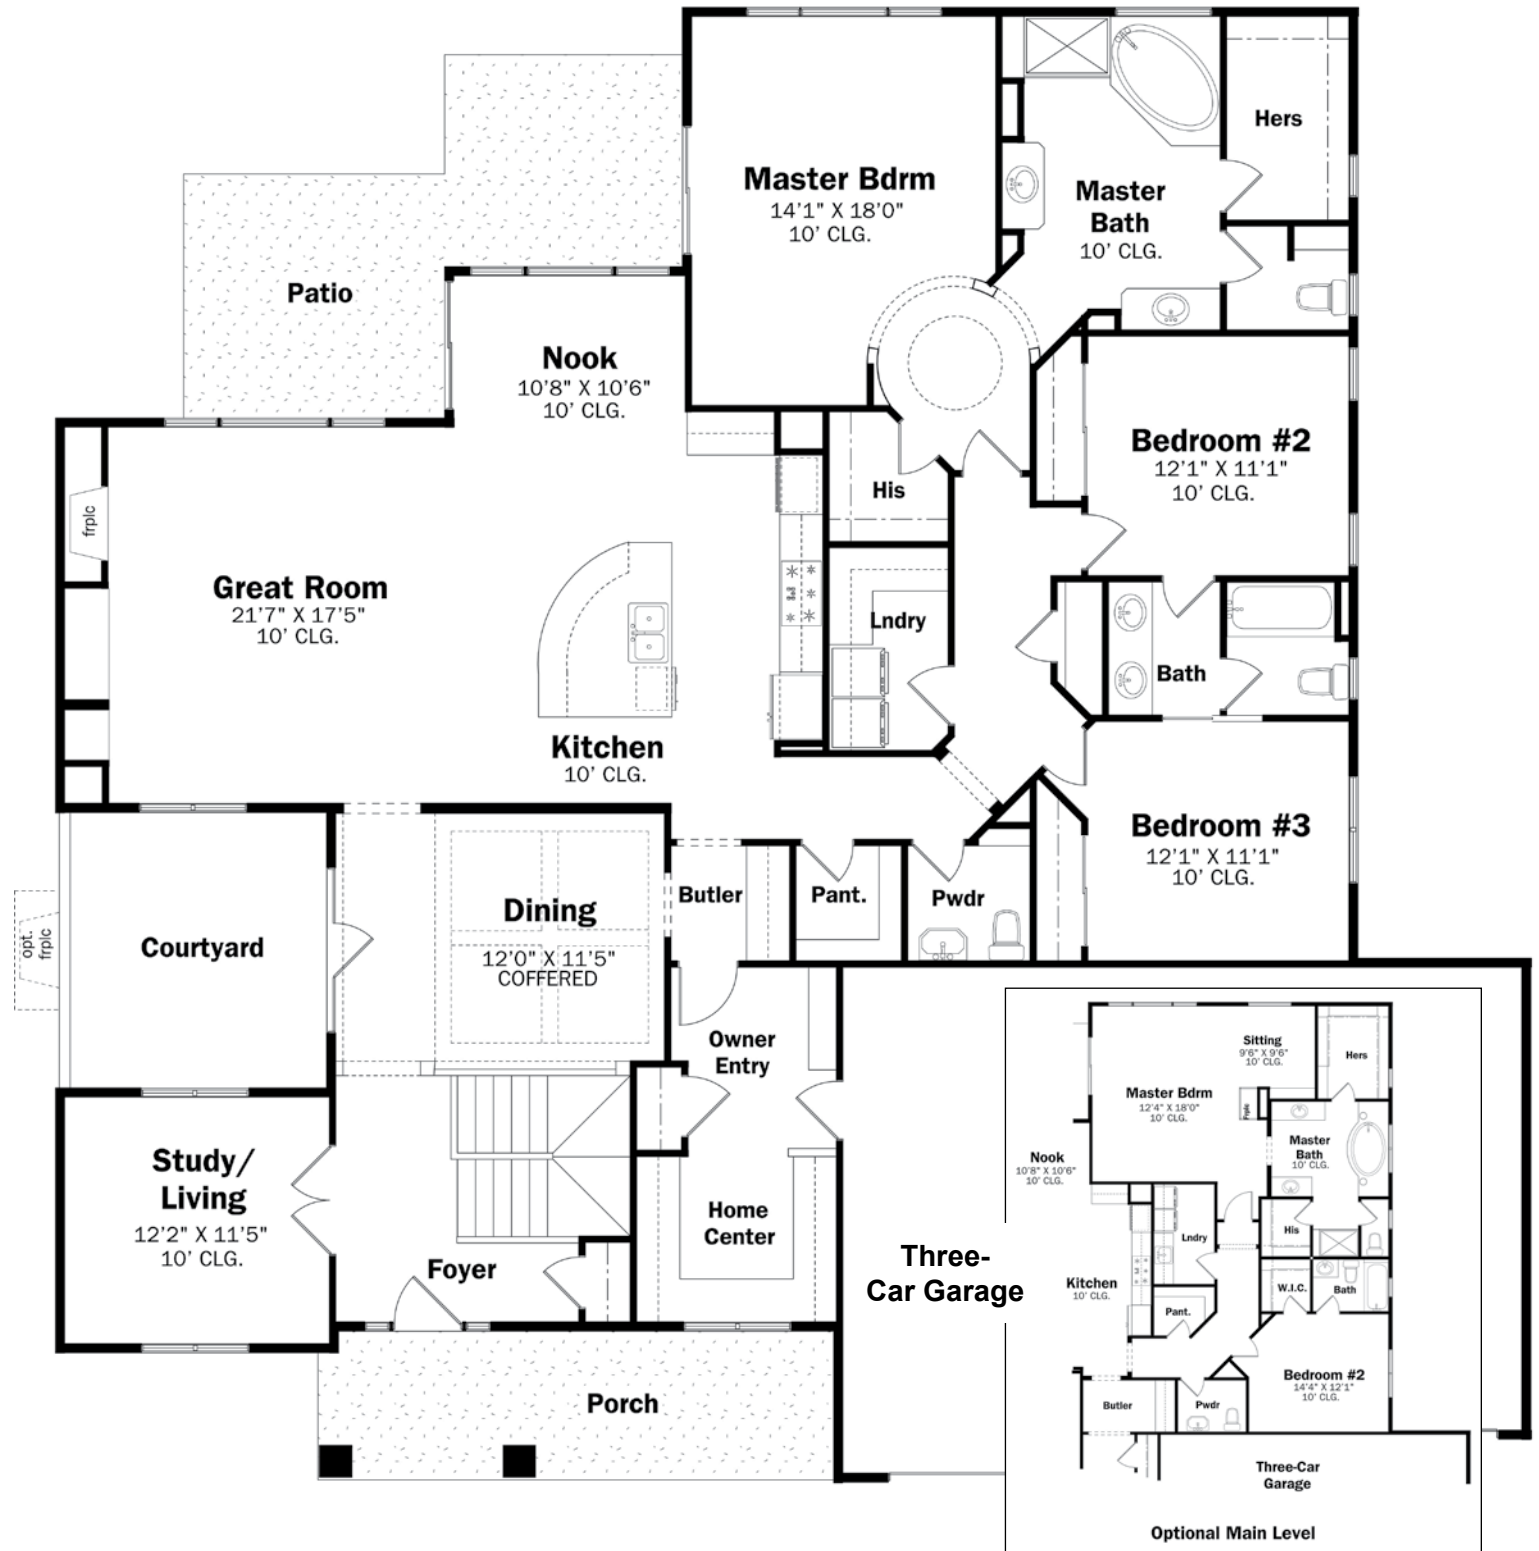 Hers
Master Bdrm
14'1" X 18'0"
10' CLG.
Master
Bath
10' CLG.
Patio
Nook
10'8" X 10'6"
10' CLG.
Bedroom #2
12'1" X 11'1"
10' CLG.
His
frplc
Great Room
21'7" X 17'5"
10' CLG.
Lndry
Bath
Kitchen
10' CLG.
Bedroom #3
12'1" X 11'1"
10' CLG.
Butler
Pant.
Pwdr
Dining
12'0" X 11'5"
COFFERED
opt.
frplc
Courtyard
Owner
Entry
Study/
Living
12'2" X 11'5"
10' CLG.
Home
Center
Foyer
Three-
Car Garage
Porch
Sitting
9'6" X 9'6"
10' CLG.
Hers
Master Bdrm
12'4" X 18'0"
10' CLG.
frplc
Master
Bath
10' CLG.
Nook
10'8" X 10'6"
10' CLG.
His
Lndry
Kitchen
10' CLG.
W.I.C.
Bath
Pant.
Bedroom #2
14'4" X 12'1"
10' CLG.
Butler
Pwdr
Three-Car
Garage
Optional Main Level